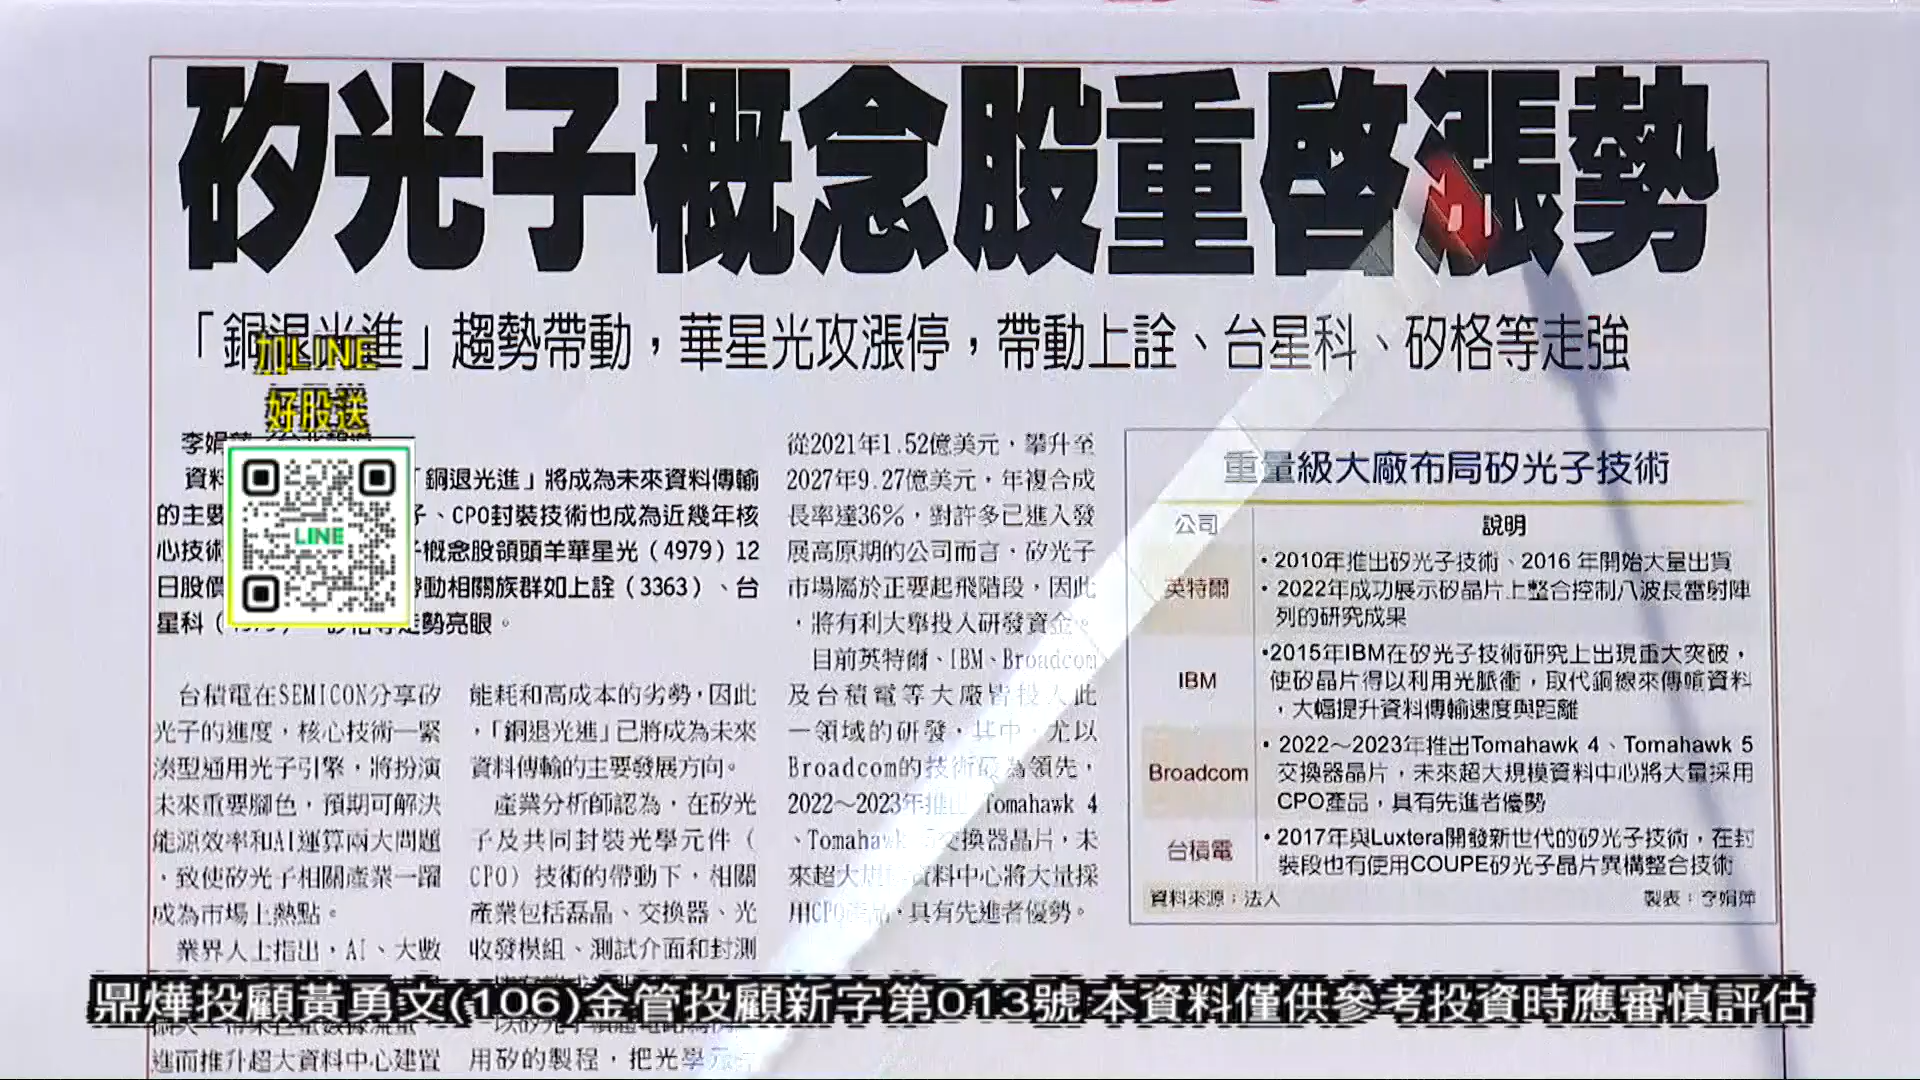 矽光子概念股重啓漲勢
「銅退光進」趨勢帶動，華星光攻漲停，帶動上詮、台星科、矽格等走強
加LINE
好股送
LINE
李娟
資料
「銅退光進」將成為未來資料傳輸
的主要
、CPO封裝技術也成為近幾年核
心技術
概念股領頭羊華星光（4979）12
日股價
帶動相關族群如上詮（3363）、台
星科（
矽格等走勢亮眼。
台積電在SEMICON分享矽
光子的進度，核心技術—緊
湊型通用光子引擎，將扮演
未來重要腳色，預期可解決
能源效率和AI運算兩大問題
，致使矽光子相關產業一躍
成為市場上熱點。
業界人士指出，AI、大數
進而推升超大資料中心建置
能耗和高成本的劣勢，因此
，「銅退光進」已將成為未來
資料傳輸的主要發展方向。
產業分析師認為，在矽光
子及共同封裝光學元件（
CPO）技術的帶動下，相關
產業包括磊晶、交換器、光
收發模組、測試介面和封測
用矽的製程，把光學元
從2021年1.52億美元，攀升至
2027年9.27億美元，年複合成
長率達36%，對許多已進入發
展高原期的公司而言，矽光子
市場屬於正要起飛階段，因此
，將有利大舉投入研發資金。
目前英特爾、IBM、Broadcom
及台積電等大廠皆投入此
一領域的研發，其中 尤以
Broadcom的技術最為領先，
2022～2023年推出 Tomahawk 4
、Tomahawk 5交換器晶片，未
來超大規模資料中心將大量採
用CPO產品，具有先進者優勢。
重量級大廠布局矽光子技術
公司 說明
英特爾
•2010年推出矽光子技術、2016 年開始大量出貨
•2022年成功展示矽晶片上整合控制八波長雷射陣
列的研究成果
IBM
•2015年IBM在矽光子技術研究上出現重大突破，
使矽晶片得以利用光脈衝，取代銅線來傳輸資料
，大幅提升資料傳輸速度與距離
Broadcom
•2022～2023年推出Tomahawk 4、Tomahawk 5
交換器晶片，未來超大規模資料中心將大量採用
CPO產品，具有先進者優勢
台積電
•2017年與Luxtera開發新世代的矽光子技術，在封
裝段也有使用COUPE矽光子晶片異構整合技術
資料來源：法人 製表：李娟萍
鼎燁投顧黃勇文(106)金管投顧新字第013號 本資料僅供參考投資時應審慎評估